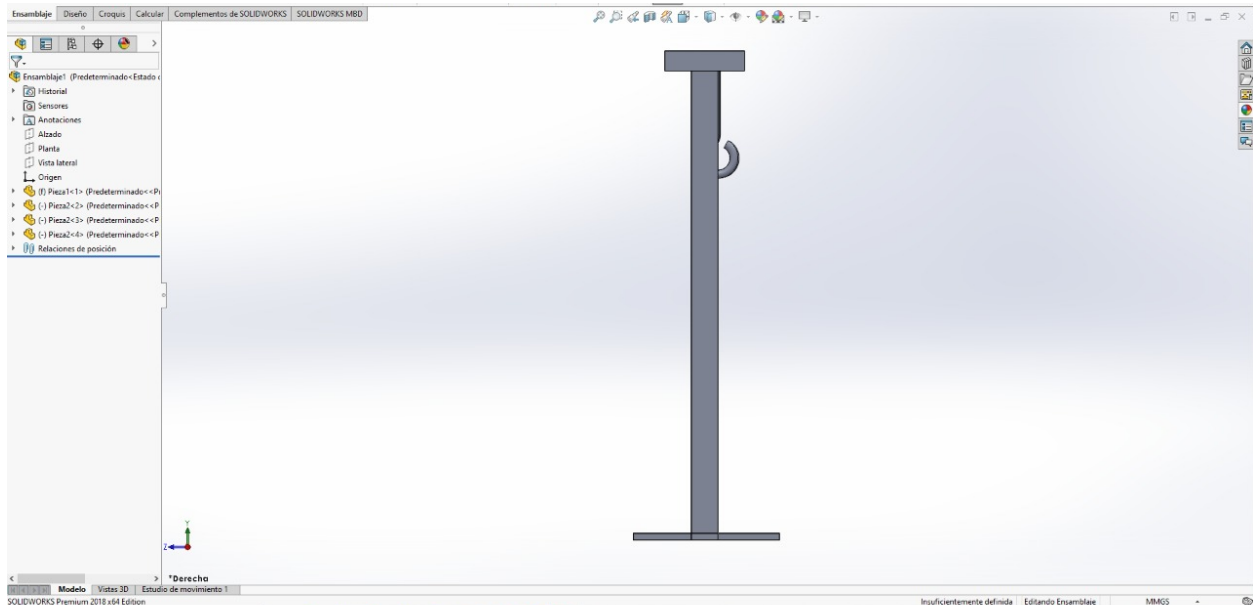 Ensamblaje Diseño Croquis Calcular Complementos de SOLIDWORKS SOLIDWORKS MBD
Ensamblaje1 (Predeterminado<Estado d
Historial
Sensores
A Anotaciones
Alzado
Planta
Vista lateral
Origen
(f) Pieza1<1> (Predeterminado<<Pr
(-) Pieza2<2> (Predeterminado<<P
(-) Pieza2<3> (Predeterminado<<P
(-) Pieza2<4> (Predeterminado<<P
Relaciones de posición
Y
Z
*Derecha
Modelo Vistas 3D Estudio de movimiento 1
SOLIDWORKS Premium 2018 x64 Edition Insuficientemente definida Editando Ensamblaje MMGS